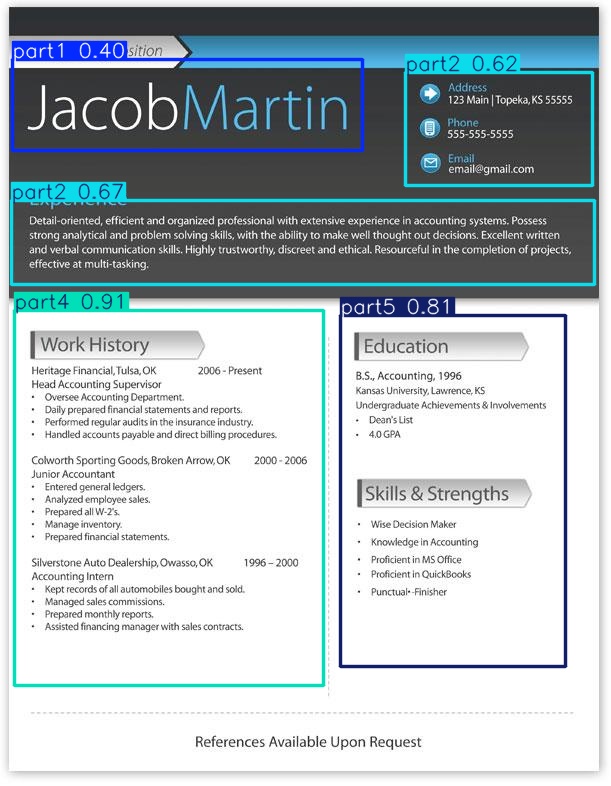 part1 0.40
sition
JacobMartin
part2 0.62
Address
123 Main | Topeka, KS 55555
Phone
555-555-5555
Email
email@gmail.com
part2 0.67
Experience
Detail-oriented, efficient and organized professional with extensive experience in accounting systems. Possess
strong analytical and problem solving skills, with the ability to make well thought out decisions. Excellent written
and verbal communication skills. Highly trustworthy, discreet and ethical. Resourceful in the completion of projects,
effective at multi-tasking.
part4 0.91
Work History
Heritage Financial, Tulsa, OK 2006 - Present
Head Accounting Supervisor
• Oversee Accounting Department.
• Daily prepared financial statements and reports.
• Performed regular audits in the insurance industry.
• Handled accounts payable and direct billing procedures.
Colworth Sporting Goods, Broken Arrow, OK 2000 - 2006
Junior Accountant
• Entered general ledgers.
• Analyzed employee sales.
• Prepared all W-2's.
• Manage inventory.
• Prepared financial statements.
Silverstone Auto Dealership, Owasso, OK 1996 – 2000
Accounting Intern
• Kept records of all automobiles bought and sold.
• Managed sales commissions.
• Prepared monthly reports.
• Assisted financing manager with sales contracts.
part5 0.81
Education
B.S., Accounting, 1996
Kansas University, Lawrence, KS
Undergraduate Achievements & Involvements
• Dean's List
• 4.0 GPA
Skills & Strengths
• Wise Decision Maker
• Knowledge in Accounting
• Proficient in MS Office
• Proficient in QuickBooks
• Punctual•-Finisher
References Available Upon Request